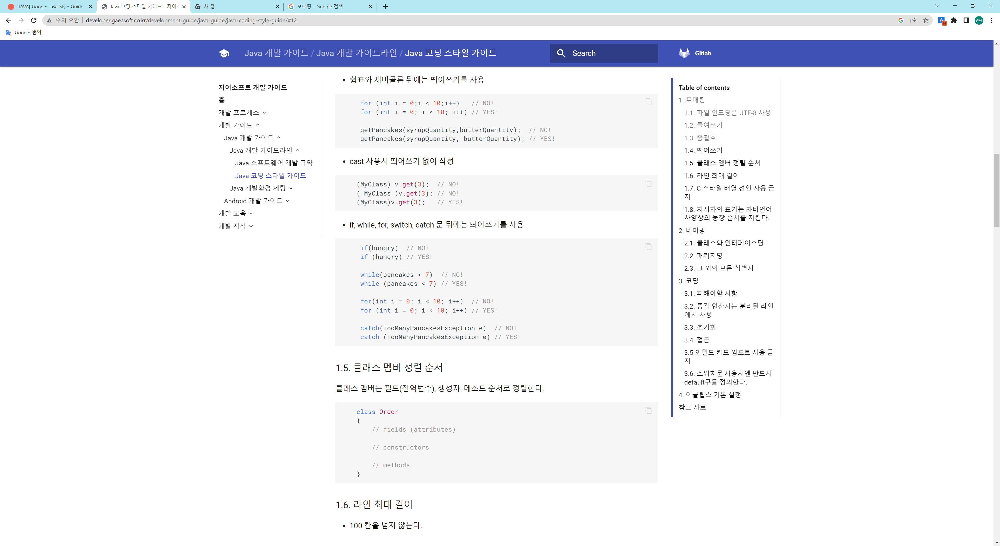 [JAVA] Google Java Style Guide
Java 코딩 스타일 가이드 - 지어소
새 탭
포매팅 - Google 검색
주의 요함 | developer.gaeasoft.co.kr/development-guide/java-guide/java-coding-style-guide/#12
관욱
Google 번역
Java 개발 가이드 / Java 개발 가이드라인 / Java 코딩 스타일 가이드
Search
Gitlab
지어소프트 개발 가이드
홈
개발 프로세스
개발 가이드
Java 개발 가이드
Java 개발 가이드라인
Java 소프트웨어 개발 규약
Java 코딩 스타일 가이드
Java 개발환경 세팅
Android 개발 가이드
개발 교육
개발 지식
• 쉼표와 세미콜론 뒤에는 띄어쓰기를 사용
for (int i = 0;i < 10;i++)   // NO!
for (int i = 0; i < 10; i++) // YES!
getPancakes(syrupQuantity,butterQuantity);  // NO!
getPancakes(syrupQuantity, butterQuantity); // YES!
• cast 사용시 띄어쓰기 없이 작성
(MyClass) v.get(3);  // NO!
( MyClass )v.get(3); // NO!
(MyClass)v.get(3);   // YES!
• if, while, for, switch, catch 문 뒤에는 띄어쓰기를 사용
if(hungry)  // NO!
if (hungry) // YES!
while(pancakes < 7)  // NO!
while (pancakes < 7) // YES!
for(int i = 0; i < 10; i++)  // NO!
for (int i = 0; i < 10; i++) // YES!
catch(TooManyPancakesException e)  // NO!
catch (TooManyPancakesException e) // YES!
1.5. 클래스 멤버 정렬 순서
클래스 멤버는 필드(전역변수), 생성자, 메소드 순서로 정렬한다.
class Order
{
// fields (attributes)
// constructors
// methods
}
1.6. 라인 최대 길이
• 100 칸을 넘지 않는다.
Table of contents
1. 포매팅
1.1. 파일 인코딩은 UTF-8 사용
1.2. 들여쓰기
1.3. 중괄호
1.4. 띄어쓰기
1.5. 클래스 멤버 정렬 순서
1.6. 라인 최대 길이
1.7. C 스타일 배열 선언 사용 금
지
1.8. 지시자의 표기는 자바언어
사양상의 등장 순서를 지킨다.
2. 네이밍
2.1. 클래스와 인터페이스명
2.2. 패키지명
2.3. 그 외의 모든 식별자
3. 코딩
3.1. 피해야할 사항
3.2. 증감 연산자는 분리된 라인
에서 사용
3.3. 초기화
3.4. 접근
3.5 와일드 카드 임포트 사용 금
지
3.6. 스위치문 사용시엔 반드시
default구를 정의한다.
4. 이클립스 기본 설정
참고 자료